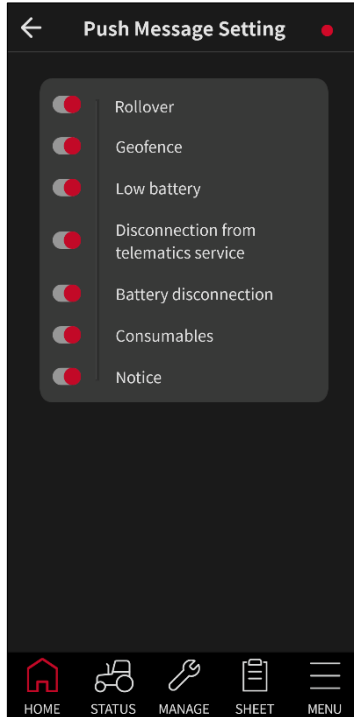 Push Message Setting
Rollover
Geofence
Low battery
Disconnection from
telematics service
Battery disconnection
Consumables
Notice
HOME STATUS MANAGE SHEET MENU